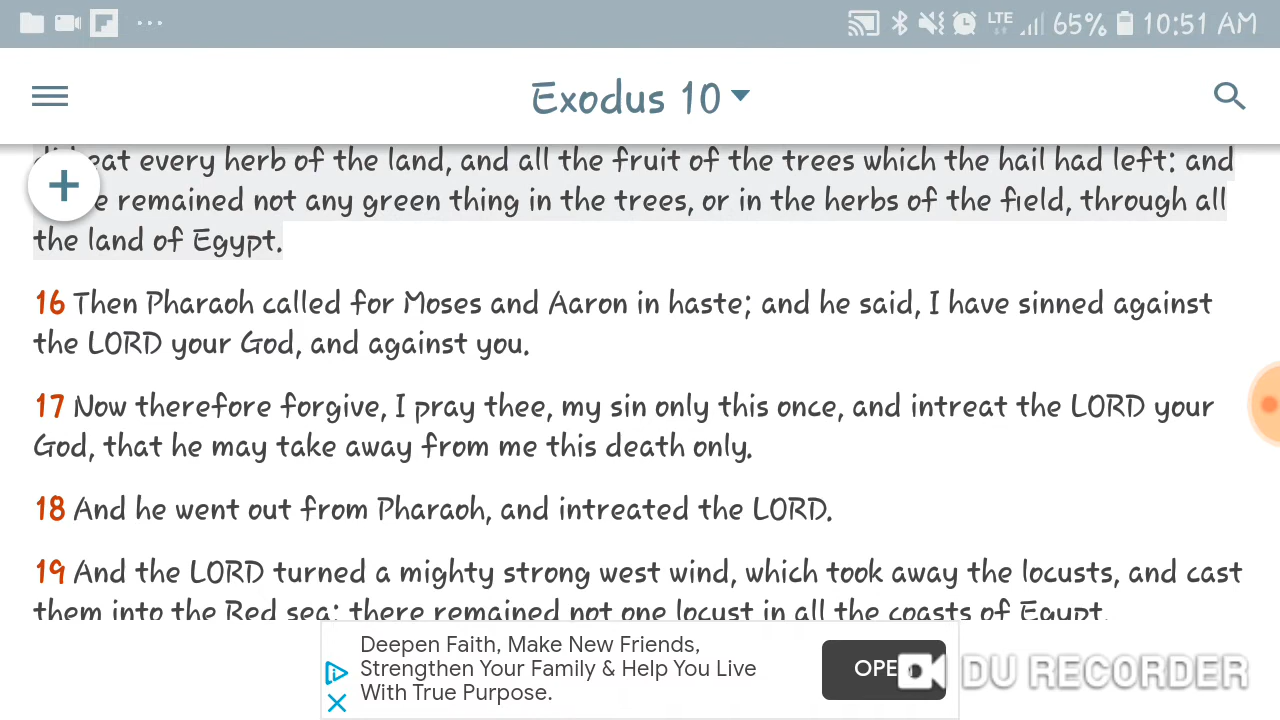 LTE 65% 10:51 AM
Exodus 10
eat every herb of the land, and all the fruit of the trees which the hail had left: and
remained not any green thing in the trees, or in the herbs of the field, through all
the land of Egypt.
16 Then Pharaoh called for Moses and Aaron in haste; and he said, I have sinned against
the LORD your God, and against you.
17 Now therefore forgive, I pray thee, my sin only this once, and intreat the LORD your
God, that he may take away from me this death only.
18 And he went out from Pharaoh, and intreated the LORD.
19 And the LORD turned a mighty strong west wind, which took away the locusts, and cast
them into the Red sea; there remained not one locust in all the coasts of Egypt.
Deepen Faith, Make New Friends,
Strengthen Your Family & Help You Live
With True Purpose.
OPE
DU RECORDER